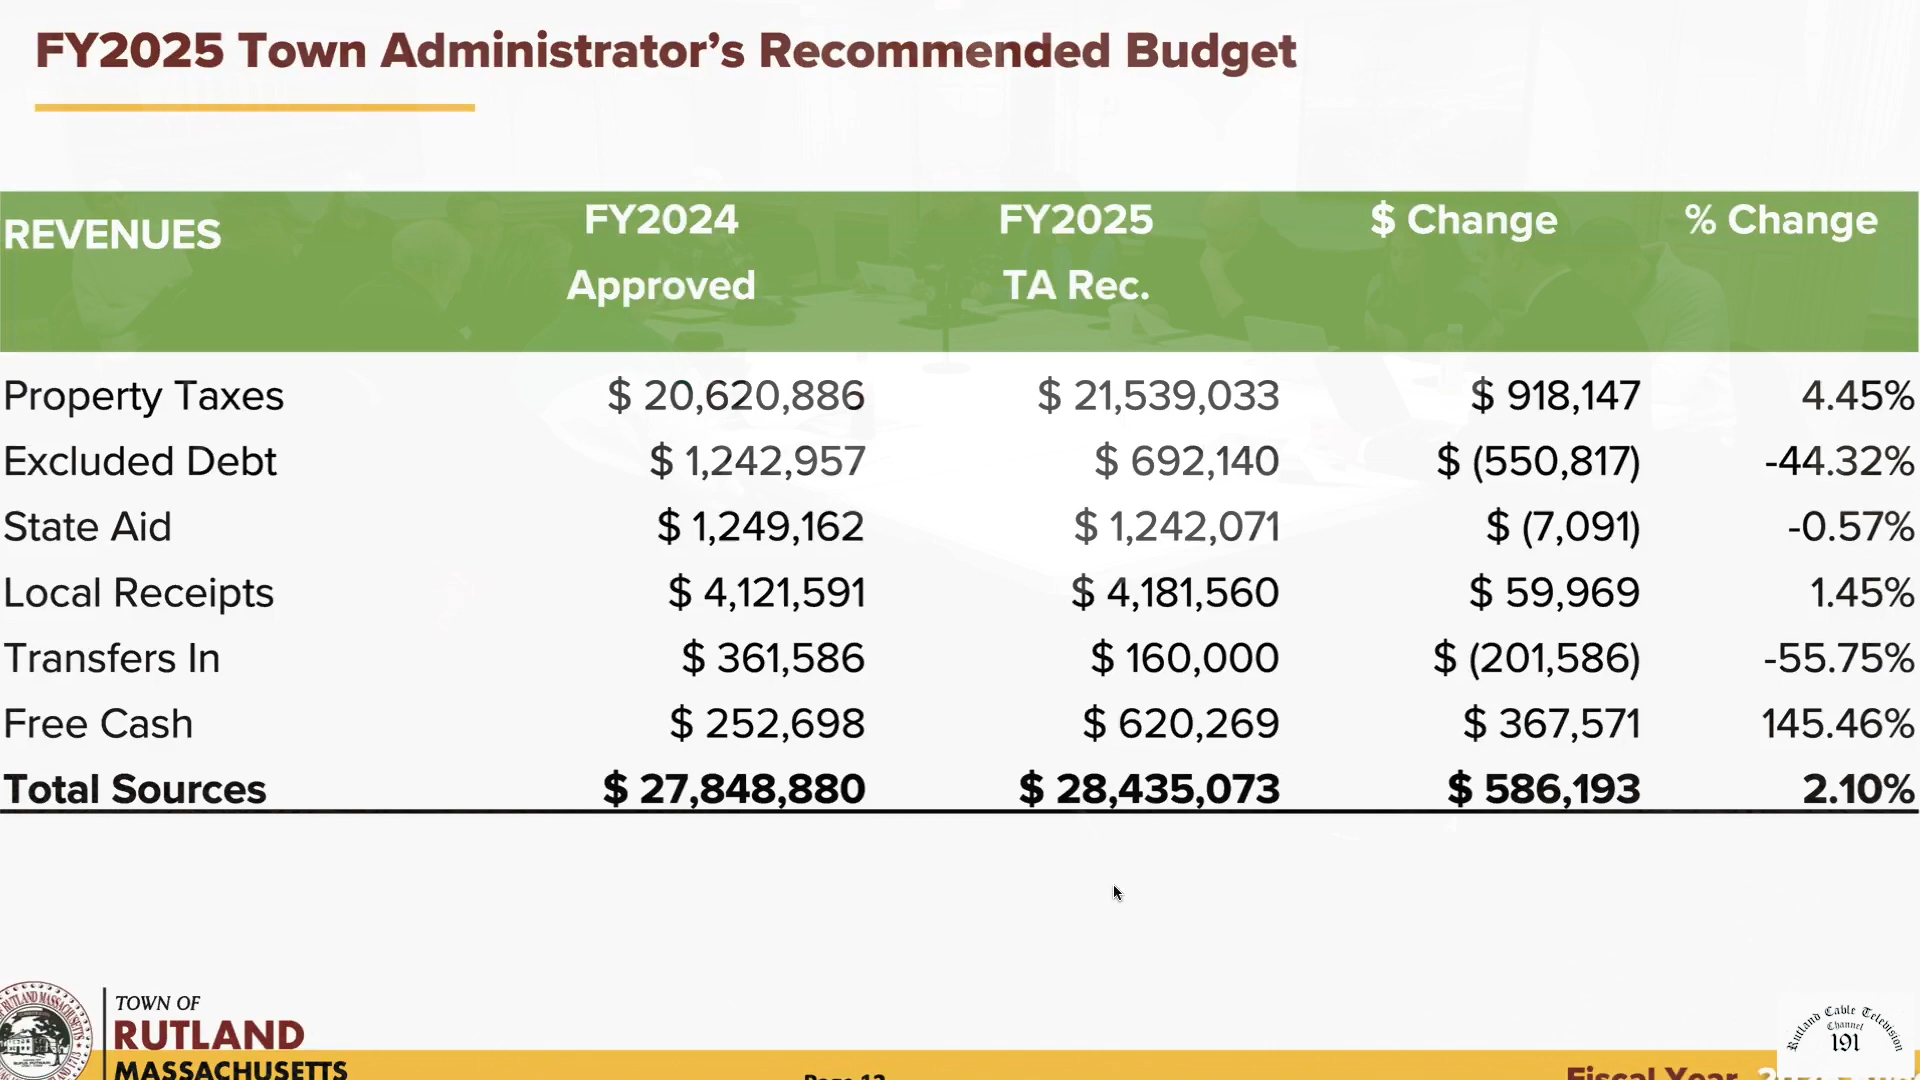 FY2025 Town Administrator’s Recommended Budget
REVENUES FY2024 Approved FY2025 TA Rec. $ Change % Change
Property Taxes $ 20,620,886 $ 21,539,033 $ 918,147 4.45%
Excluded Debt $ 1,242,957 $ 692,140 $ (550,817) -44.32%
State Aid $ 1,249,162 $ 1,242,071 $ (7,091) -0.57%
Local Receipts $ 4,121,591 $ 4,181,560 $ 59,969 1.45%
Transfers In $ 361,586 $ 160,000 $ (201,586) -55.75%
Free Cash $ 252,698 $ 620,269 $ 367,571 145.46%
Total Sources $ 27,848,880 $ 28,435,073 $ 586,193 2.10%
TOWN OF
RUTLAND
MASSACHUSETTS
Page 12
Fiscal Year
Rutland Cable Television
Channel
191